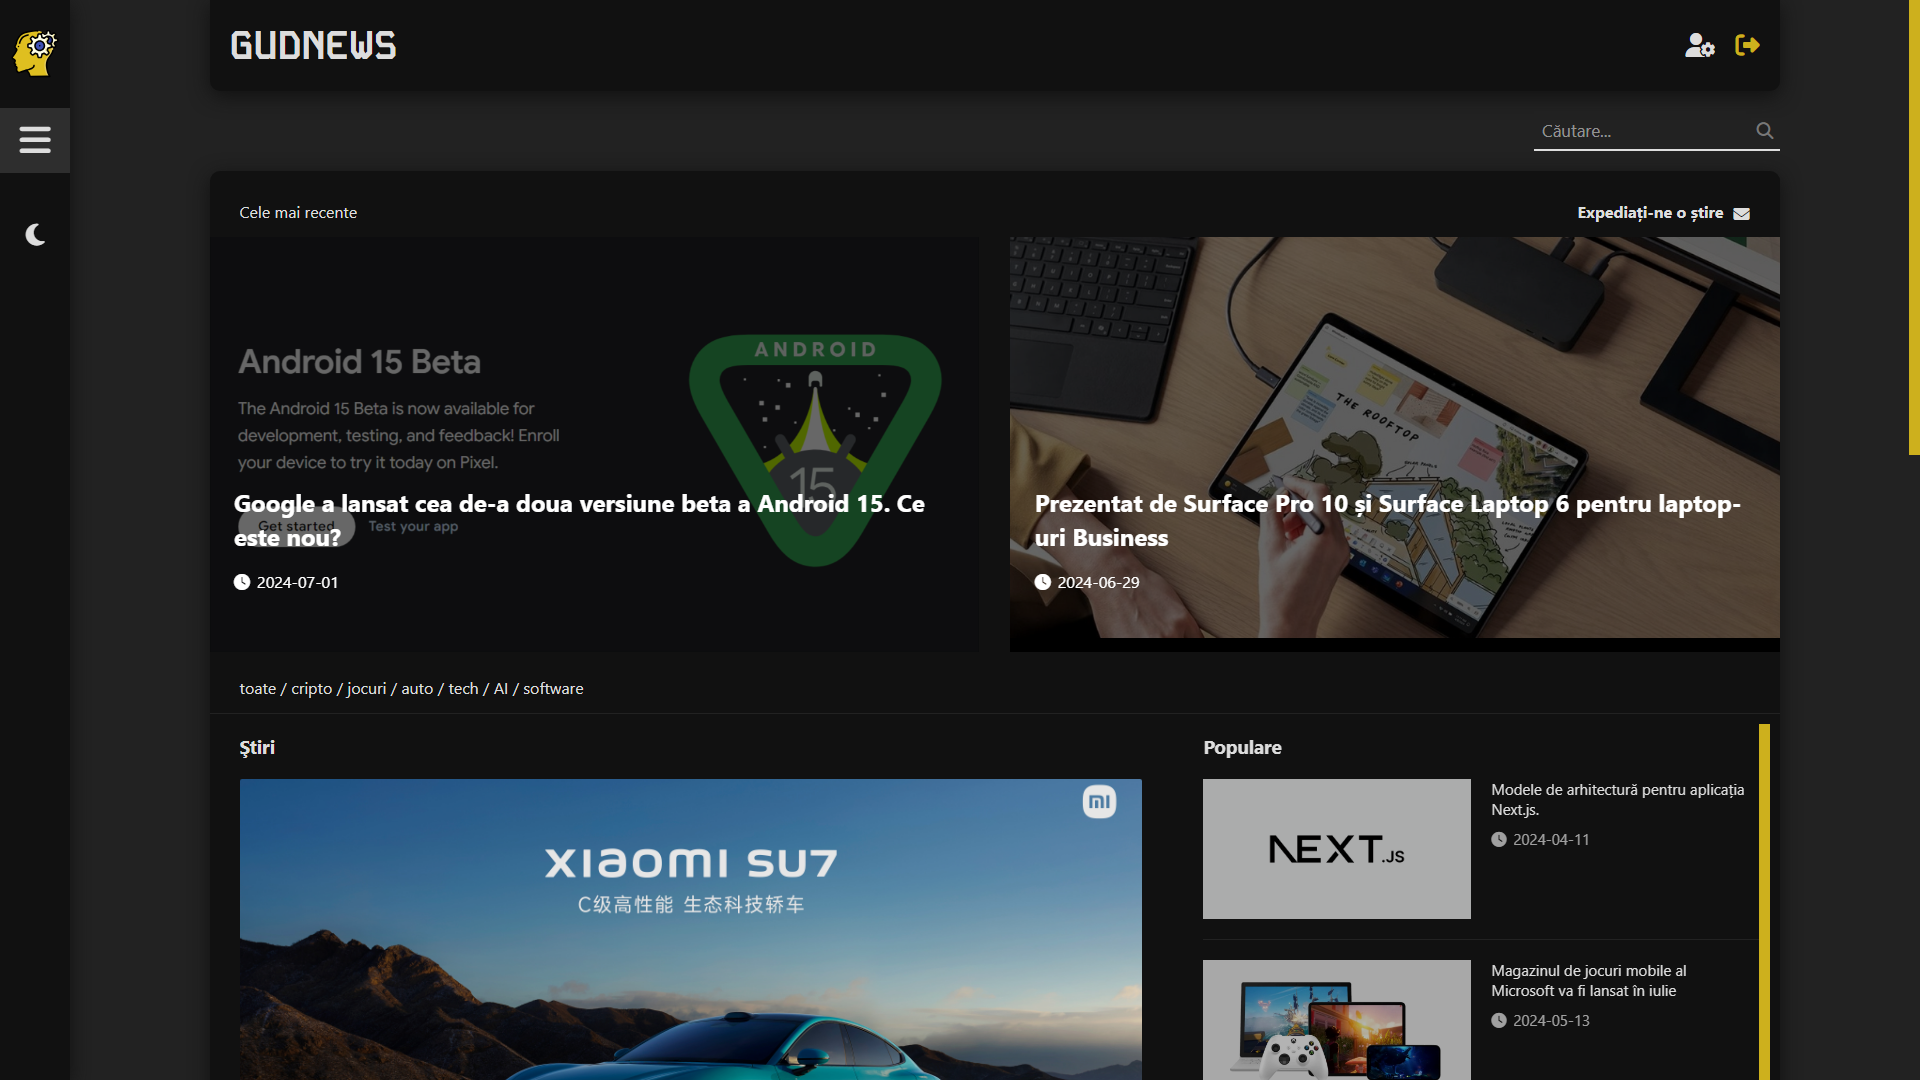 GUDNEWS
Căutare...
Cele mai recente
Expediați-ne o știre
Android 15 Beta
The Android 15 Beta is now available for
development, testing, and feedback! Enroll
your device to try it today on Pixel.
Get started
Test your app
ANDROID
15
Google a lansat cea de-a doua versiune beta a Android 15. Ce
este nou?
2024-07-01
THE ROOFTOP
Prezentat de Surface Pro 10 și Surface Laptop 6 pentru laptop-
uri Business
2024-06-29
toate / cripto / jocuri / auto / tech / AI / software
Ştiri
mi
xiaomi SU7
C级高性能 生态科技轿车
Populare
NEXT.JS
Modele de arhitectură pentru aplicația
Next.js.
2024-04-11
Magazinul de jocuri mobile al
Microsoft va fi lansat în iulie
2024-05-13